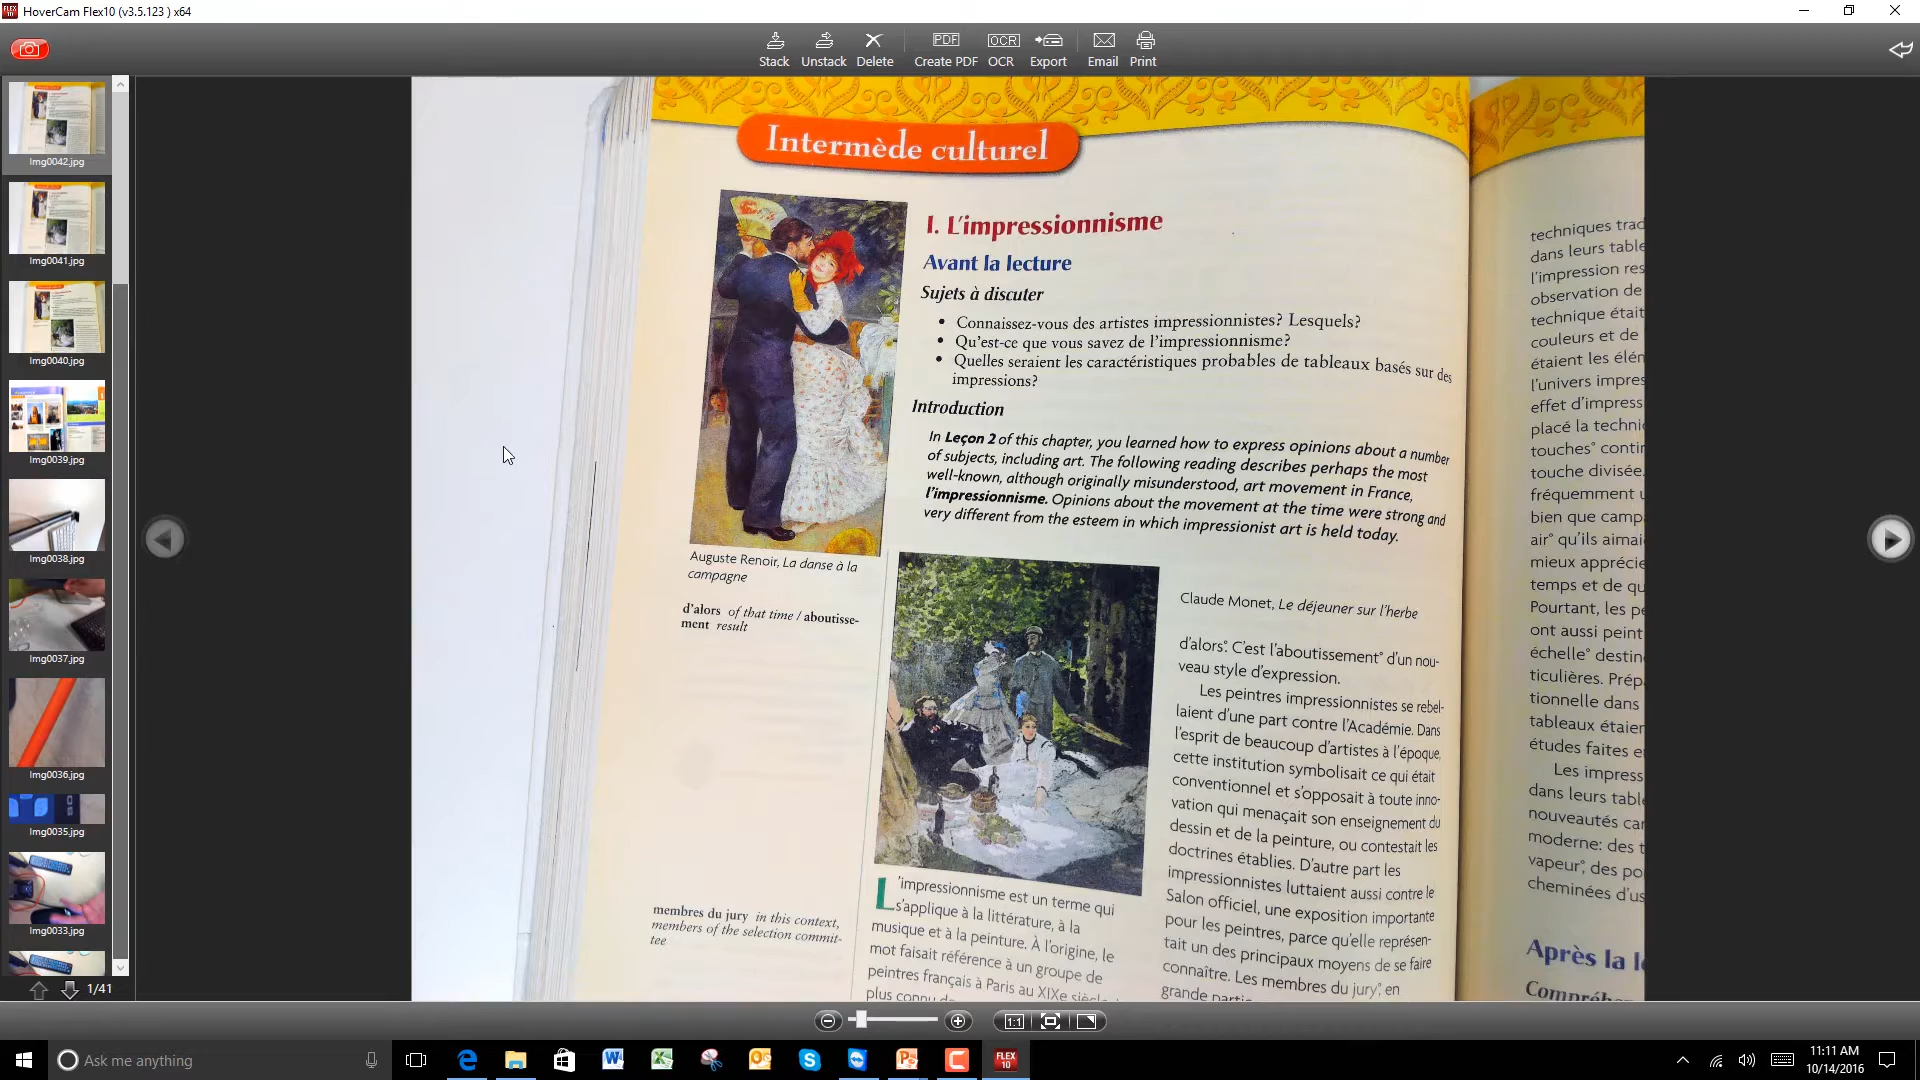 HoverCam Flex10 (v3.5.123 ) x64
Stack
Unstack
Delete
PDF
Create PDF
OCR
OCR
Export
Email
Print
Img0042.jpg
Img0041.jpg
Img0040.jpg
Img0039.jpg
Img0038.jpg
Img0037.jpg
Img0036.jpg
Img0035.jpg
Img0033.jpg
1/41
Intermède culturel
I. L'impressionnisme
Avant la lecture
Sujets à discuter
• Connaissez-vous des artistes impressionnistes? Lesquels?
• Qu'est-ce que vous savez de l'impressionnisme?
• Quelles seraient les caractéristiques probables de tableaux basés sur des
impressions?
Introduction
In Leçon 2 of this chapter, you learned how to express opinions about a number
of subjects, including art. The following reading describes perhaps the most
well-known, although originally misunderstood, art movement in France,
l'impressionnisme. Opinions about the movement at the time were strong and
very different from the esteem in which impressionist art is held today.
Auguste Renoir, La danse à la
campagne
d'alors of that time / aboutisse-
ment result
membres du jury in this context,
members of the selection commit-
tee
L'impressionnisme est un terme qui
s'applique à la littérature, à la
musique et à la peinture. À l'origine, le
mot faisait référence à un groupe de
peintres français à Paris au XIXe siècle
plus connu
Claude Monet, Le déjeuner sur l'herbe
d'alors°. C'est l'aboutissement° d'un nou-
veau style d'expression.
Les peintres impressionnistes se rebel-
laient d'une part contre l'Académie. Dans
l'esprit de beaucoup d'artistes à l'époque,
cette institution symbolisait ce qui était
conventionnel et s'opposait à toute inno-
vation qui menaçait son enseignement du
dessin et de la peinture, ou contestait les
doctrines établies. D'autre part les
impressionnistes luttaient aussi contre le
Salon officiel, une exposition importante
pour les peintres, parce qu'elle représen-
tait un des principaux moyens de se faire
connaître. Les membres du jury°, en
grande
techniques trad
dans leurs table
l'impression res
observation de
technique était
couleurs et de
étaient les élém
l'univers impres
effet d'impress
placé la techni
touches° conti
touche divisée.
fréquemment u
bien que camp
air° qu'ils aimai
mieux apprécie
temps et de qu
Pourtant, les pe
ont aussi peint
échelle° destin
ticulières. Prép
tionnelle dans
tableaux étaien
études faites e
Les impress
dans leurs table
nouveautés car
moderne: des t
vapeur°, des po
cheminées d'us
Après la l
1:1
Ask me anything
FLEX
10
11:11 AM
10/14/2016